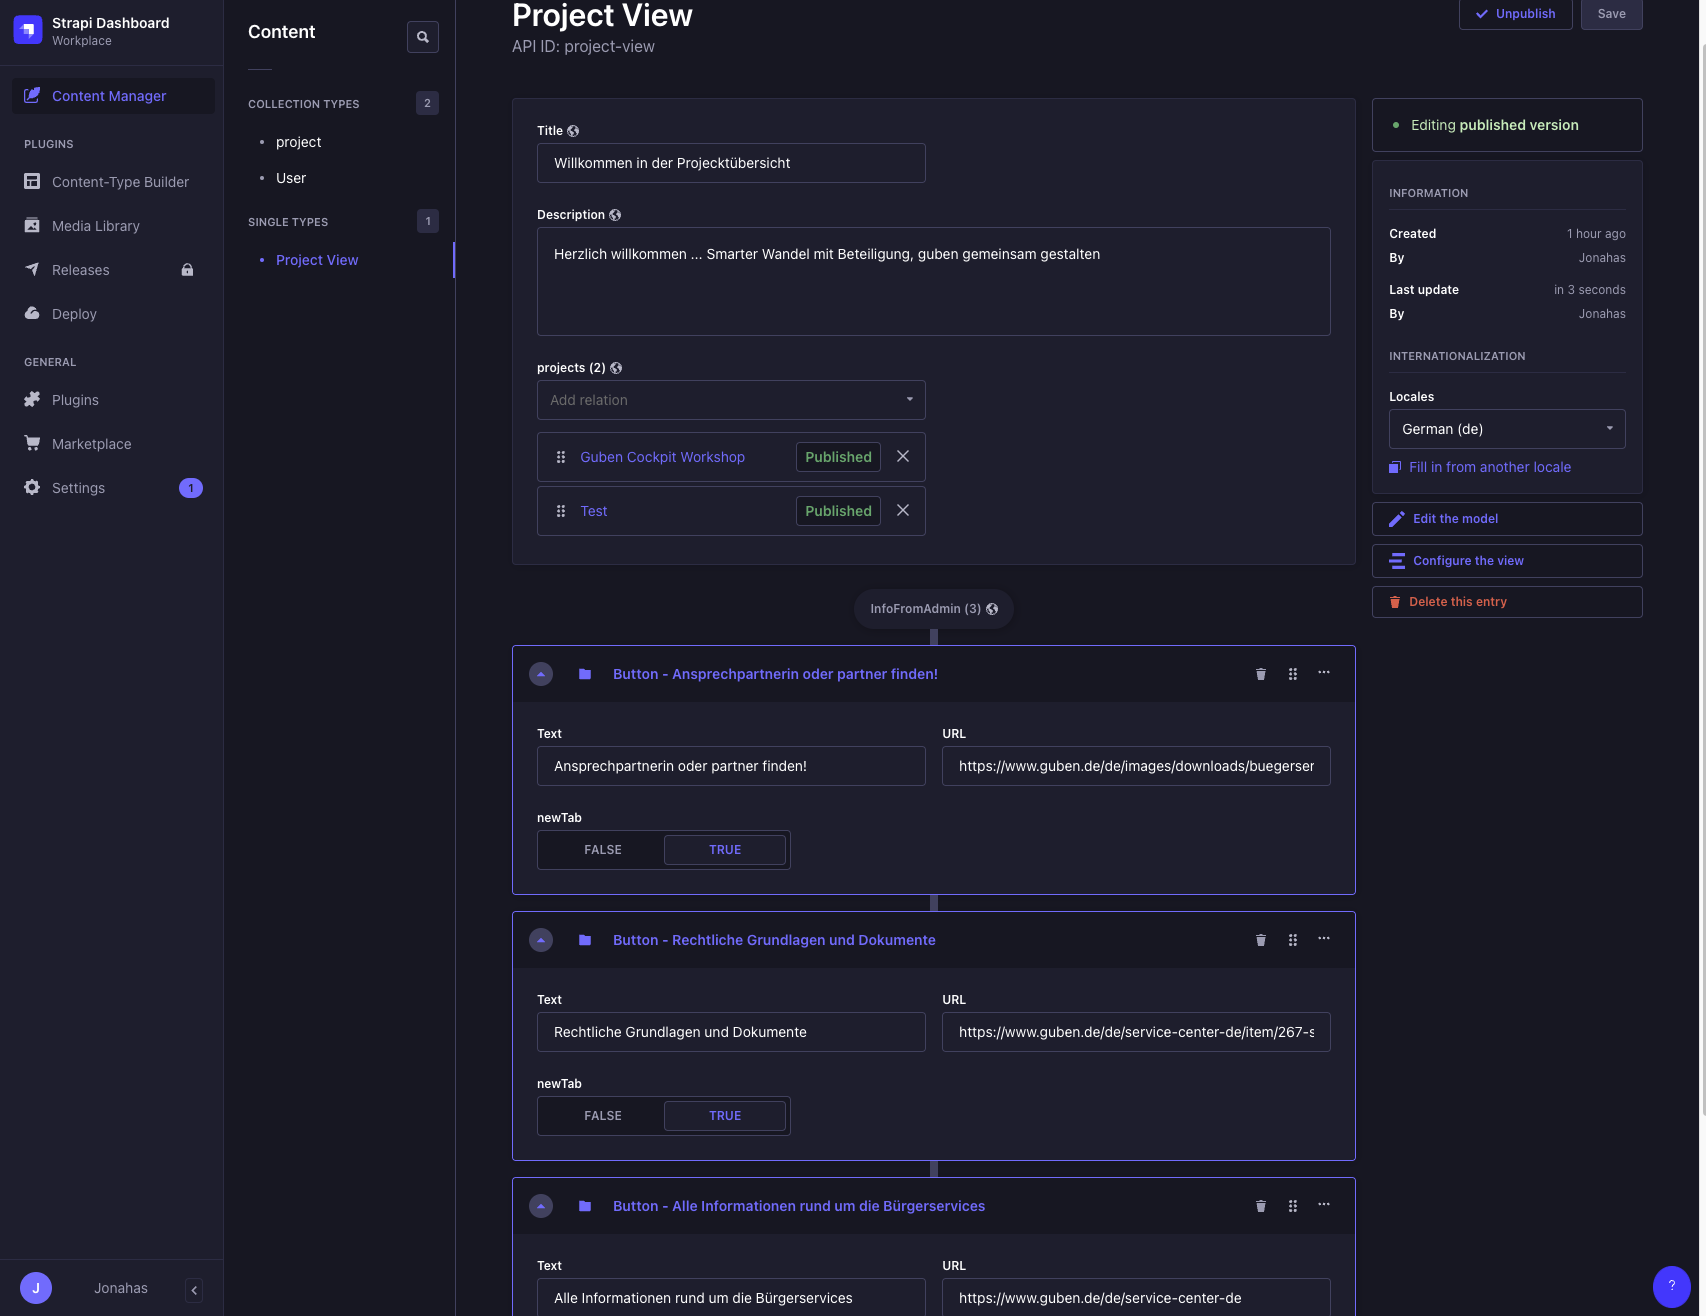 Strapi Dashboard
Workplace
Content Manager
PLUGINS
Content-Type Builder
Media Library
Releases
Deploy
GENERAL
Plugins
Marketplace
Settings
1
J
Jonahas
Content
COLLECTION TYPES
2
project
User
SINGLE TYPES
1
Project View
Project View
API ID: project-view
Unpublish
Save
Title
Willkommen in der Projecktübersicht
Description
Herzlich willkommen ... Smarter Wandel mit Beteiligung, guben gemeinsam gestalten
projects (2)
Add relation
Guben Cockpit Workshop
Published
Test
Published
InfoFromAdmin (3)
Button - Ansprechpartnerin oder partner finden!
Text
URL
Ansprechpartnerin oder partner finden!
https://www.guben.de/de/images/downloads/buegerser
newTab
FALSE
TRUE
Button - Rechtliche Grundlagen und Dokumente
Text
URL
Rechtliche Grundlagen und Dokumente
https://www.guben.de/de/service-center-de/item/267-s
newTab
FALSE
TRUE
Button - Alle Informationen rund um die Bürgerservices
Text
URL
Alle Informationen rund um die Bürgerservices
https://www.guben.de/de/service-center-de
Editing published version
INFORMATION
Created
1 hour ago
By
Jonahas
Last update
in 3 seconds
By
Jonahas
INTERNATIONALIZATION
Locales
German (de)
Fill in from another locale
Edit the model
Configure the view
Delete this entry
?